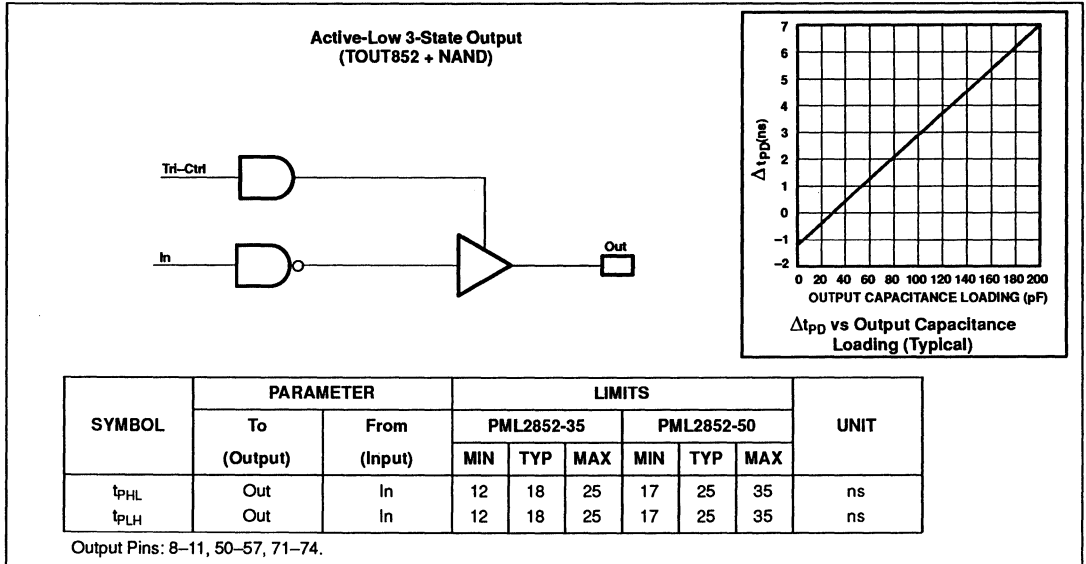 Active-Low 3-State Output
(TOUT852 + NAND)
Tri–Ctrl
In
Out
7
6
5
4
3
2
1
0
–1
–2
ΔtPD(ns)
0 20 40 60 80 100 120 140 160 180 200
OUTPUT CAPACITANCE LOADING (pF)
ΔtPD vs Output Capacitance
Loading (Typical)
SYMBOL PARAMETER LIMITS UNIT
To From PML2852-35 PML2852-50
(Output) (Input) MIN TYP MAX MIN TYP MAX
tPHL Out In 12 18 25 17 25 35 ns
tPLH Out In 12 18 25 17 25 35 ns
Output Pins: 8–11, 50–57, 71–74.